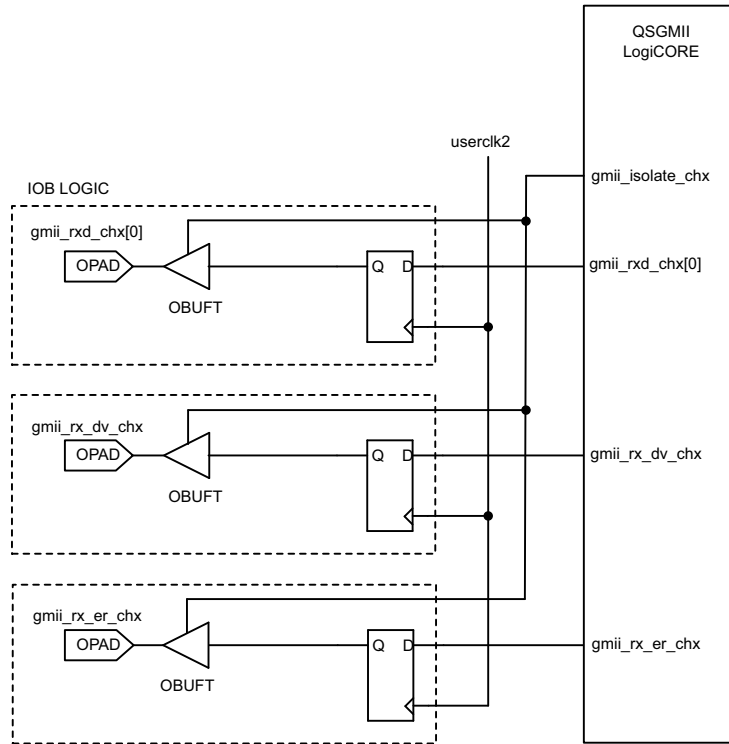 QSGMII
LogiCORE
userclk2
gmii_isolate_chx
IOB LOGIC
gmii_rxd_chx[0]
OPAD
OBUFT
Q D
gmii_rxd_chx[0]
gmii_rx_dv_chx
OPAD
OBUFT
Q D
gmii_rx_dv_chx
gmii_rx_er_chx
OPAD
OBUFT
Q D
gmii_rx_er_chx